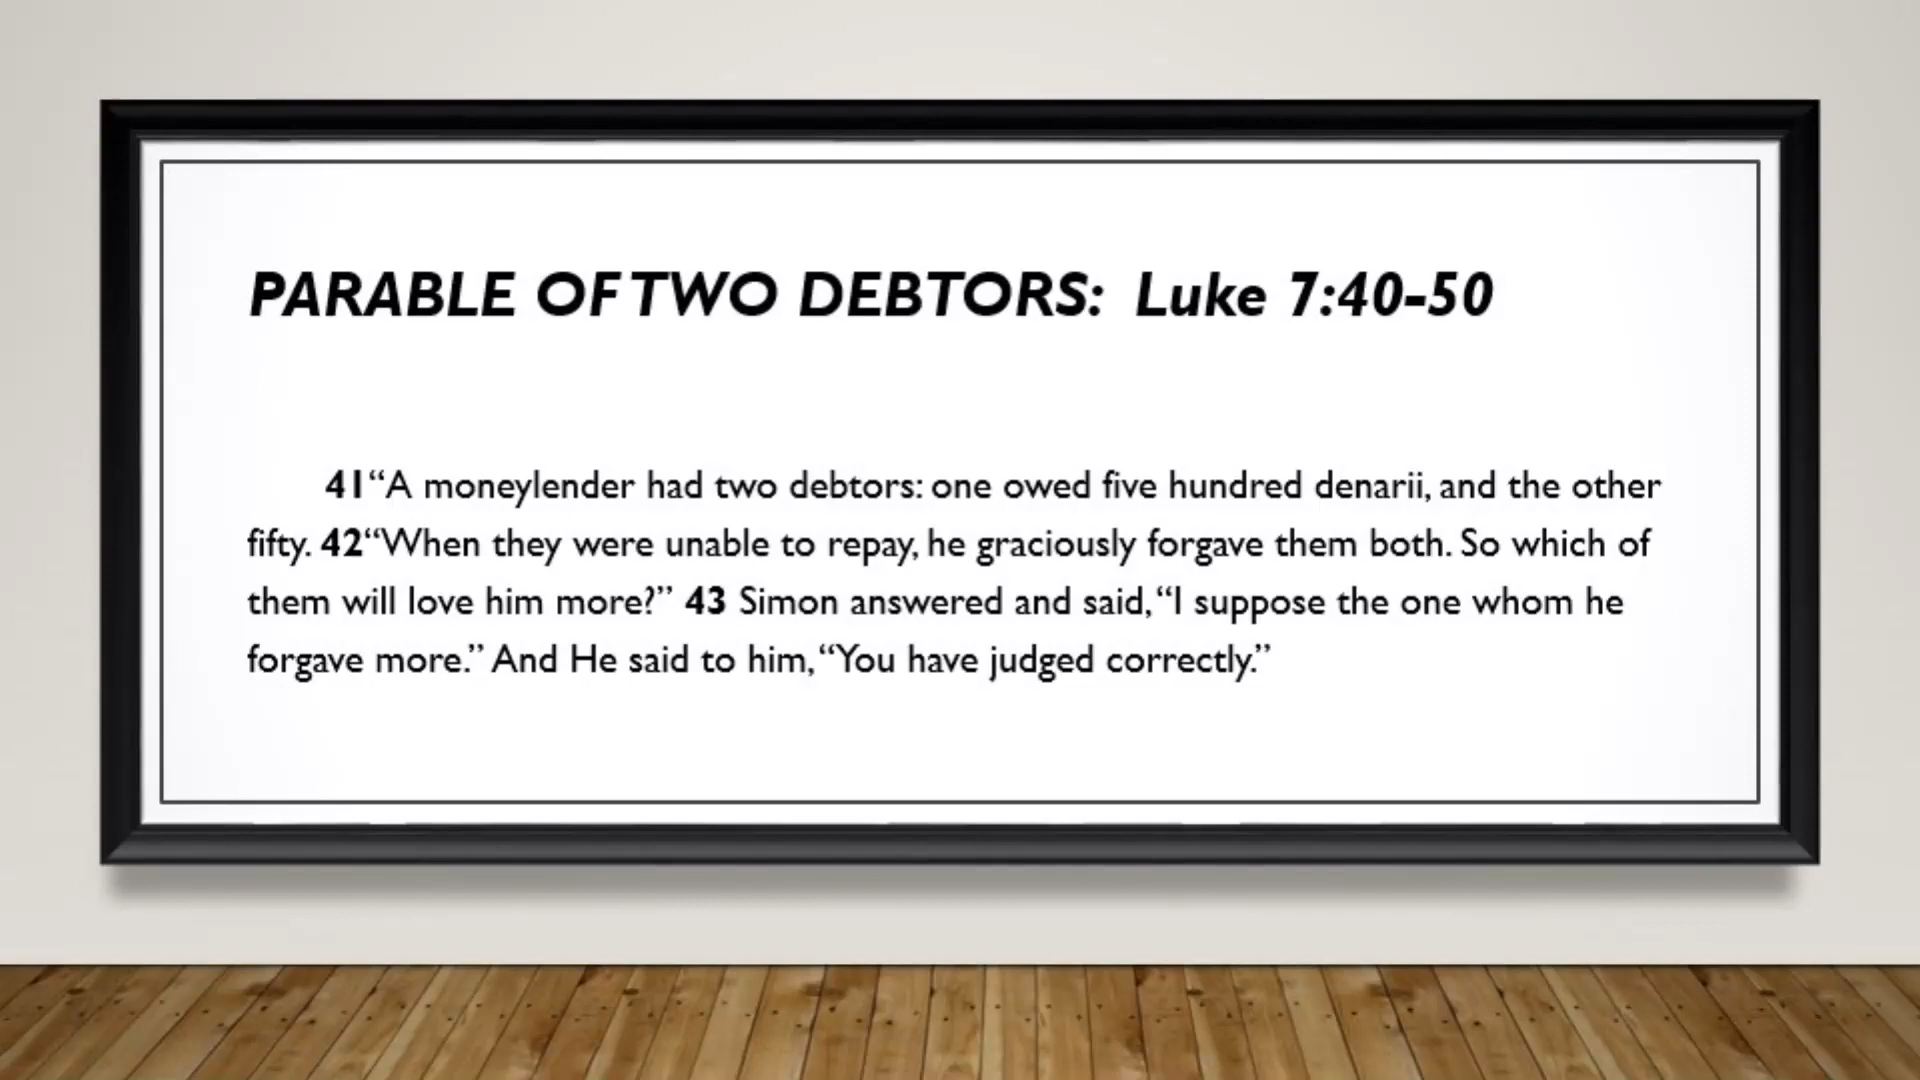 PARABLE OF TWO DEBTORS: Luke 7:40-50
41“A moneylender had two debtors: one owed five hundred denarii, and the other
fifty. 42“When they were unable to repay, he graciously forgave them both. So which of
them will love him more?” 43 Simon answered and said, “I suppose the one whom he
forgave more.” And He said to him, “You have judged correctly.”